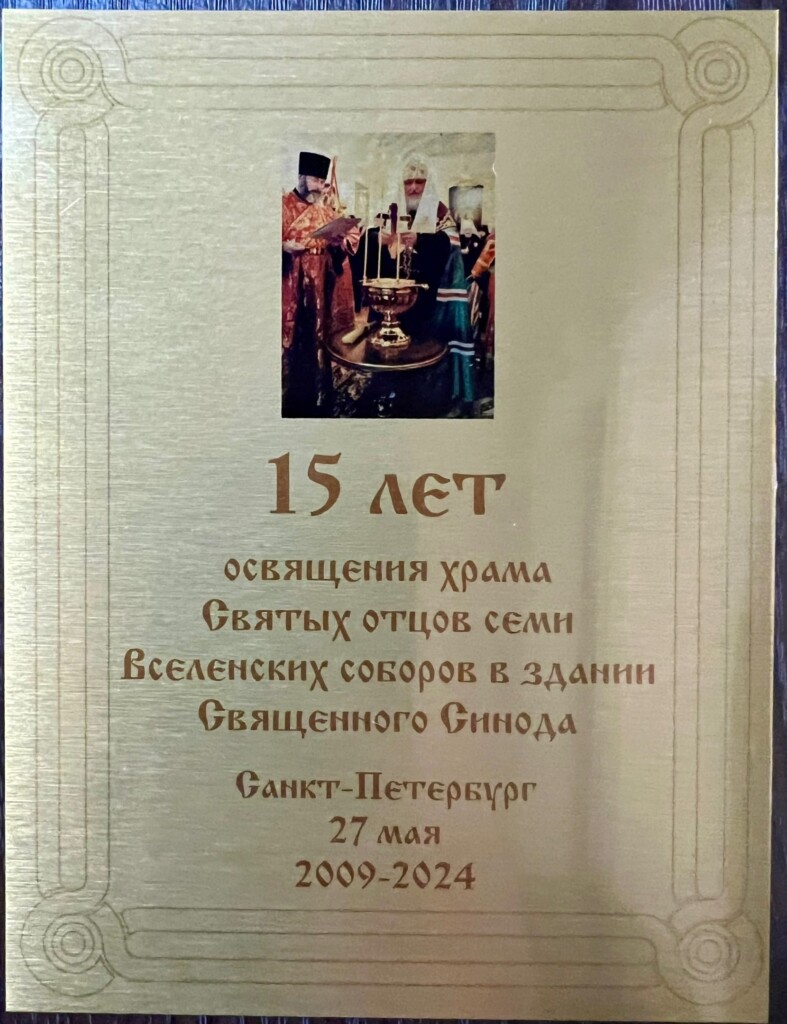 15 лет
освящения храма
Святых отцов семи
Вселенских соборов в здании
Священного Синода
Санкт-Петербург
27 мая
2009-2024